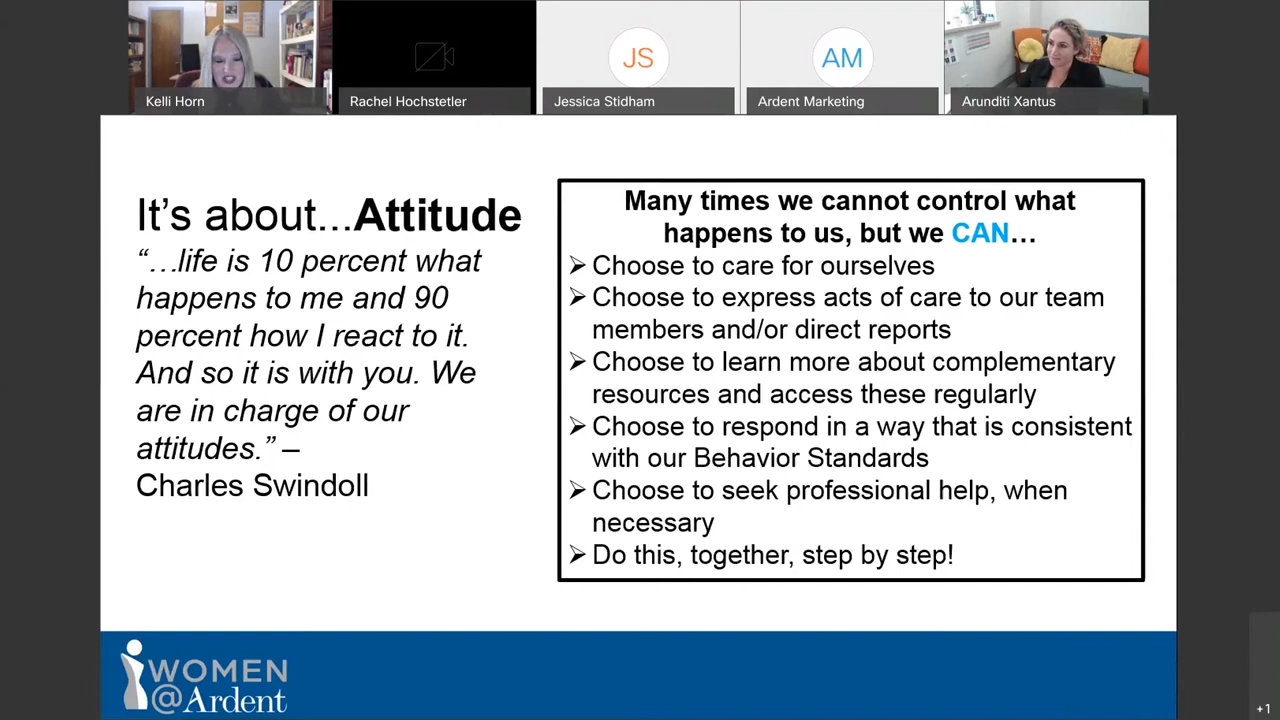 JS
AM
Kelli Horn
Rachel Hochstetler
Jessica Stidham
Ardent Marketing
Arunditi Xantus
It's about...Attitude
“…life is 10 percent what
happens to me and 90
percent how I react to it.
And so it is with you. We
are in charge of our
attitudes.” –
Charles Swindoll
Many times we cannot control what
happens to us, but we CAN…
➢ Choose to care for ourselves
➢ Choose to express acts of care to our team
members and/or direct reports
➢ Choose to learn more about complementary
resources and access these regularly
➢ Choose to respond in a way that is consistent
with our Behavior Standards
➢ Choose to seek professional help, when
necessary
➢ Do this, together, step by step!
WOMEN
@Ardent
+1